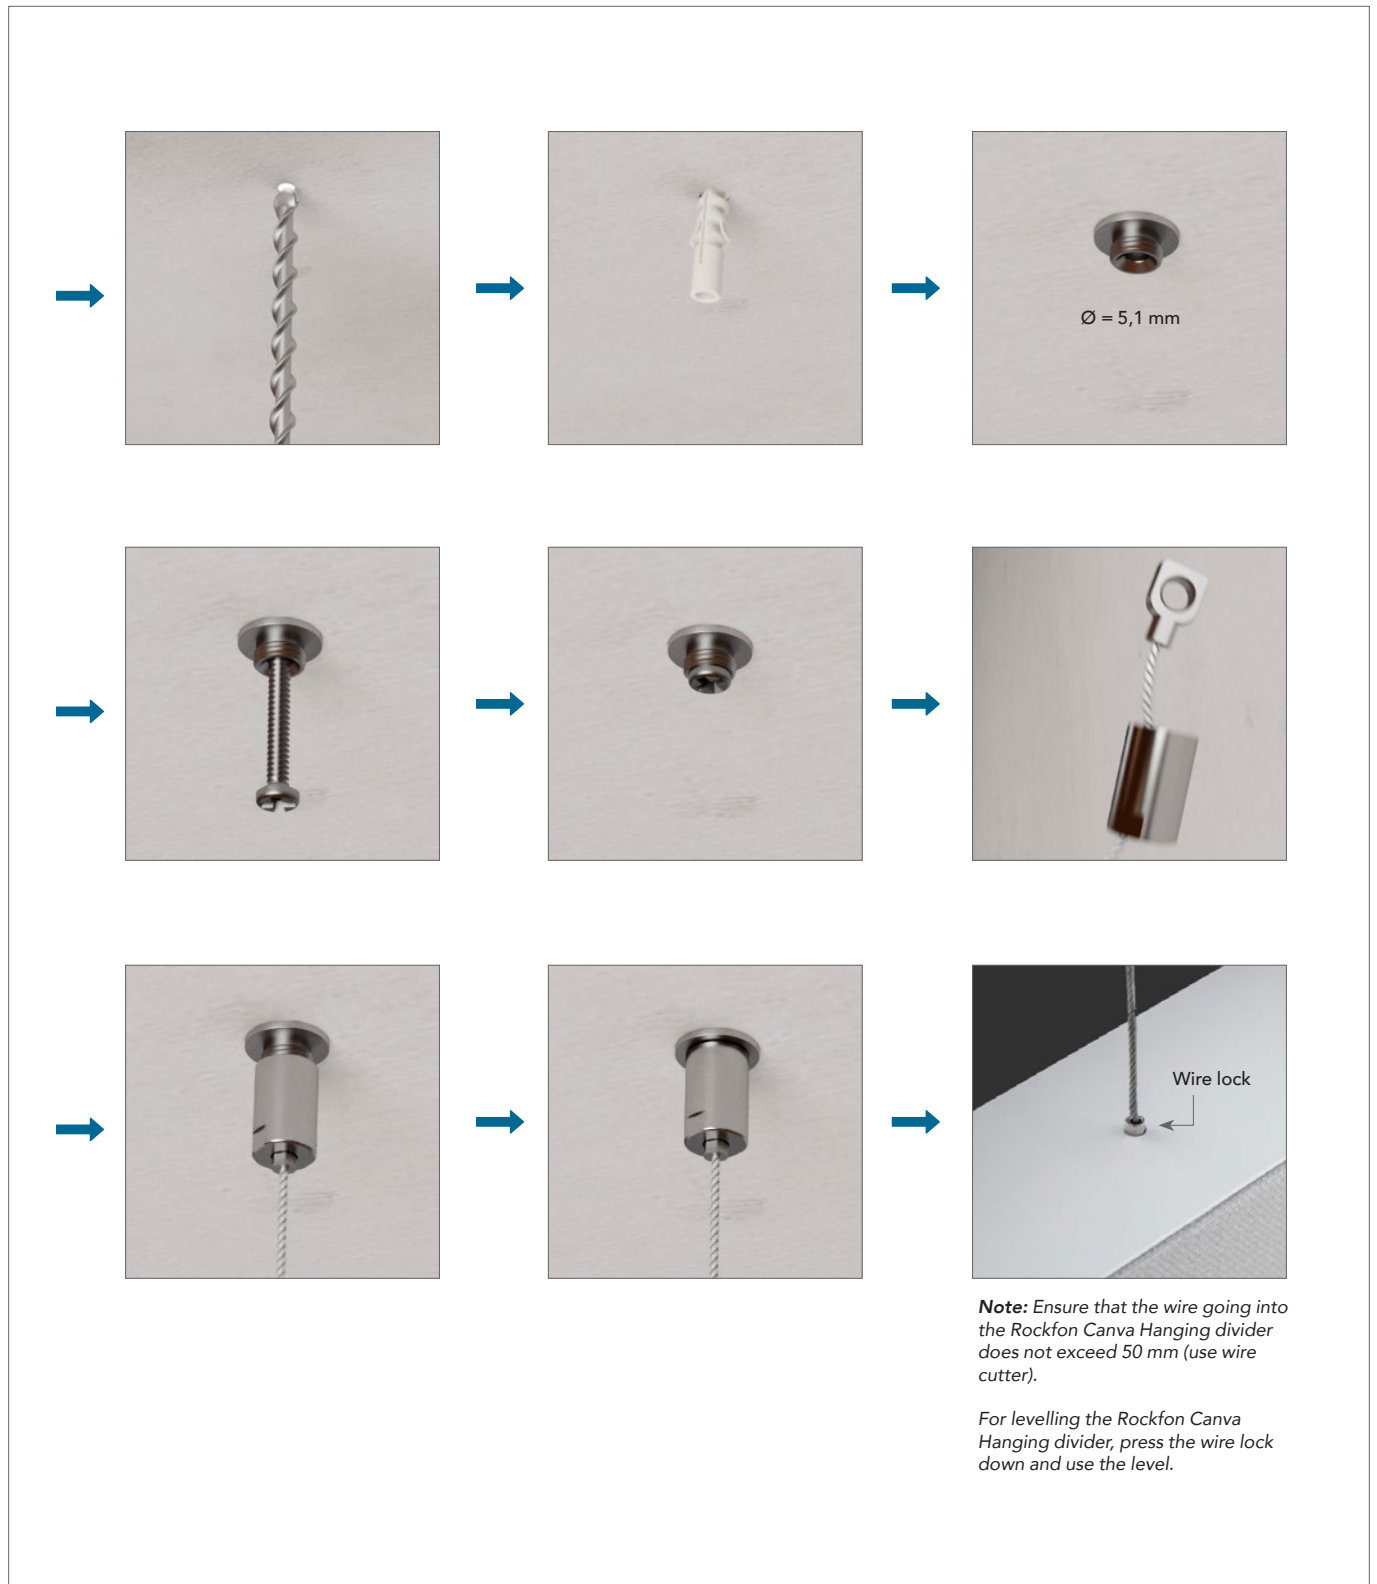 Ø = 5,1 mm
Wire lock
Note: Ensure that the wire going into
the Rockfon Canva Hanging divider
does not exceed 50 mm (use wire
cutter).
For levelling the Rockfon Canva
Hanging divider, press the wire lock
down and use the level.